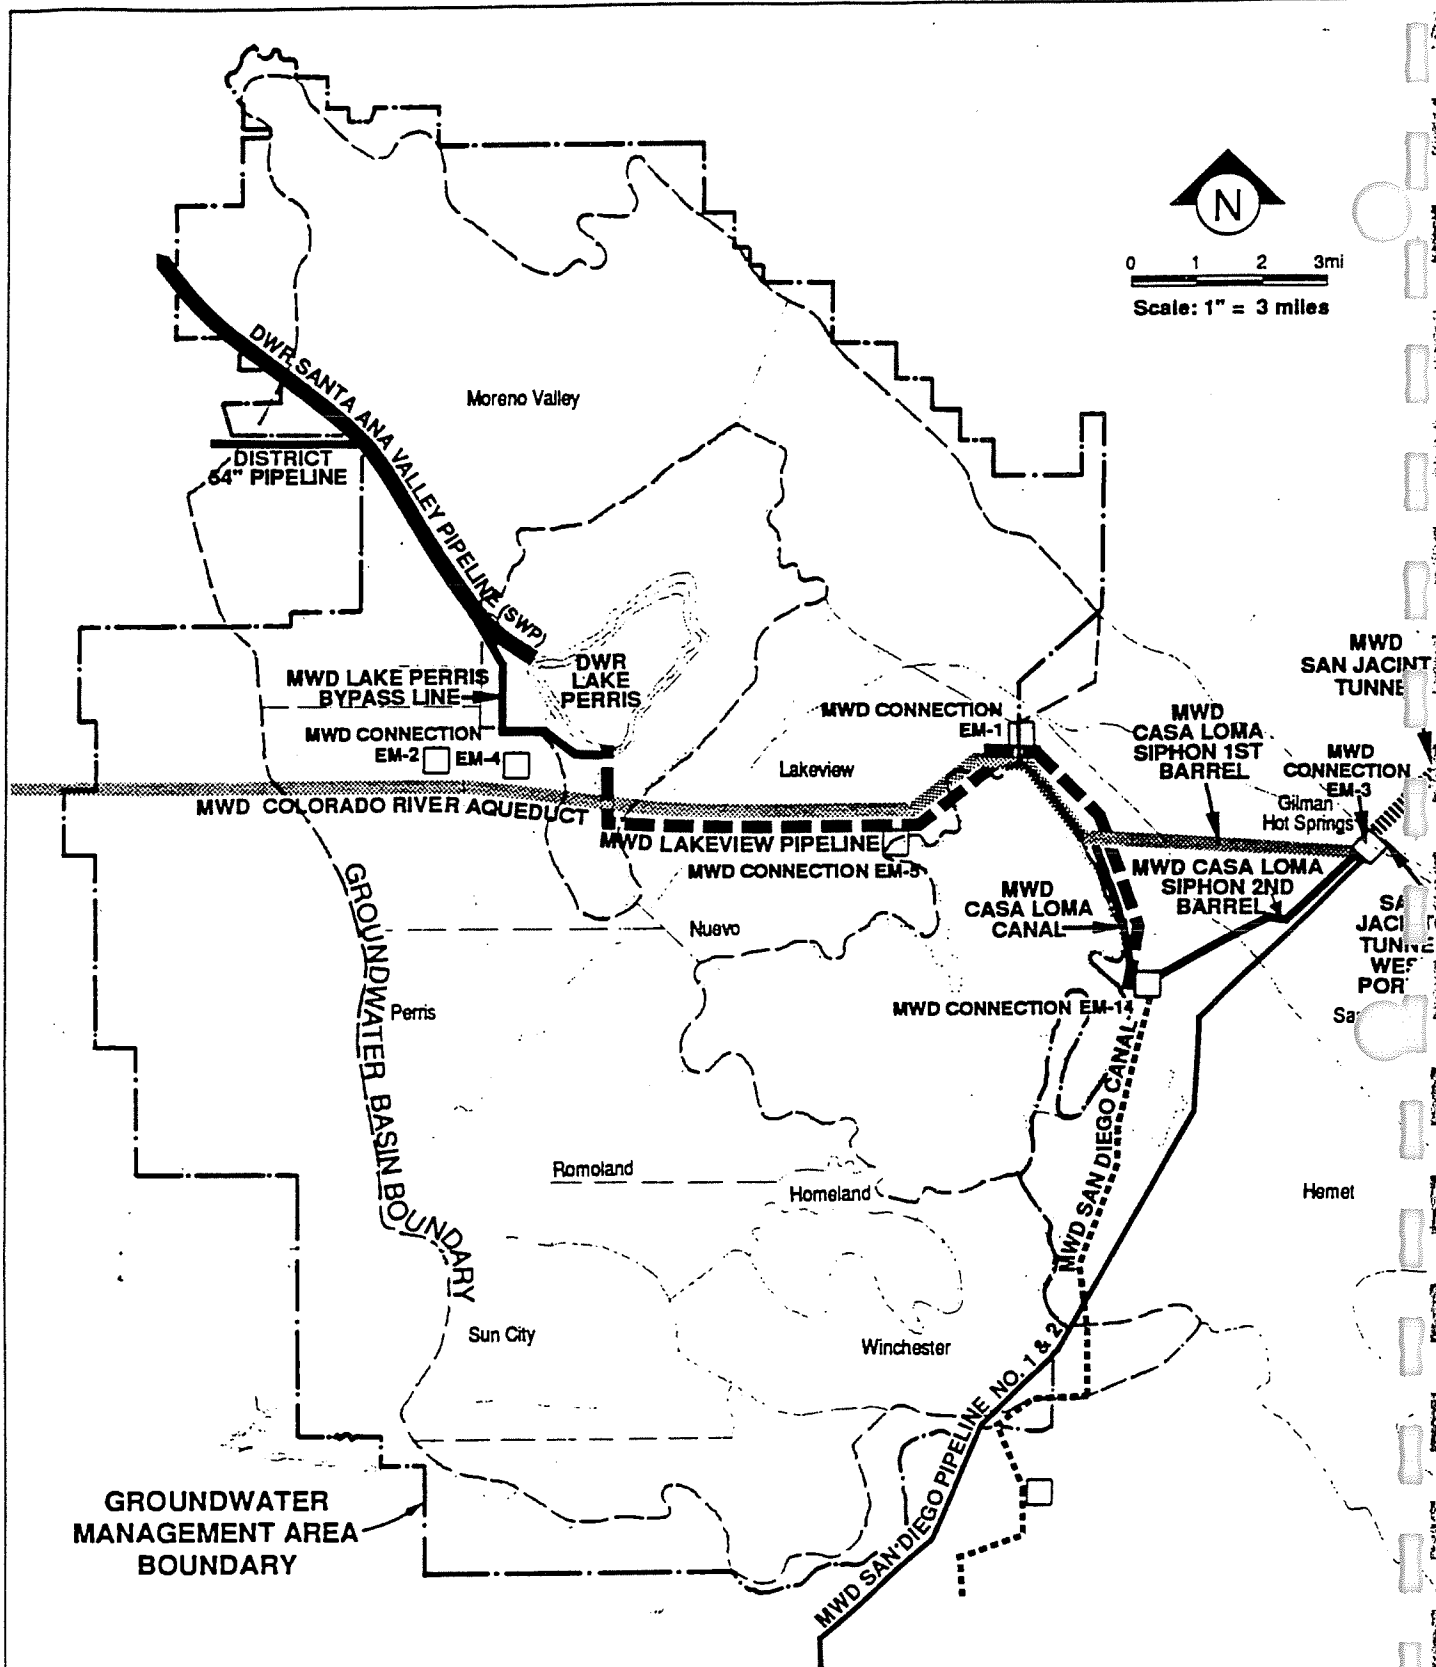 N
0 1 2 3mi
Scale: 1" = 3 miles
DWR SANTA ANA VALLEY PIPELINE (SWP)
Moreno Valley
DISTRICT
54" PIPELINE
DWR
LAKE
PERRIS
MWD LAKE PERRIS
BYPASS LINE
MWD CONNECTION
EM-2
EM-4
MWD COLORADO RIVER AQUEDUCT
MWD CONNECTION
EM-1
Lakeview
MWD LAKEVIEW PIPELINE
MWD CONNECTION EM-5
MWD
SAN JACINT
TUNNE
MWD
CASA LOMA
SIPHON 1ST
BARREL
MWD
CONNECTION
EM-3
Gilman
Hot Springs
MWD CASA LOMA
SIPHON 2ND
BARREL
MWD
CASA LOMA
CANAL
JACINT
TUNNE
WES
POR
MWD CONNECTION EM-14
Nuevo
Perris
GROUNDWATER BASIN BOUNDARY
MWD SAN DIEGO CANAL
Romoland
Homeland
Hemet
Sun City
Winchester
MWD SAN DIEGO PIPELINE NO. 1 & 2
GROUNDWATER
MANAGEMENT AREA
BOUNDARY